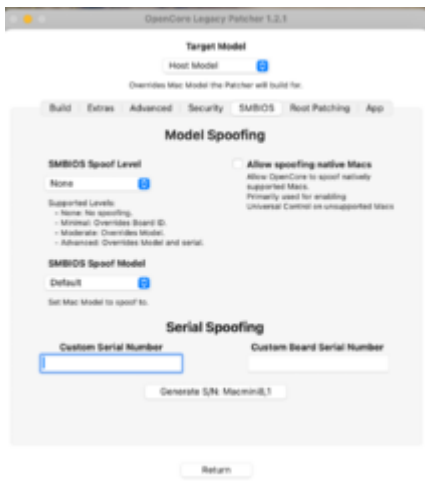 OpenCore Legacy Patcher 1.2.1
Target Model
Host Model
Overrides Mac Model the Patcher will build for.
Build Extras Advanced Security SMBIOS Root Patching App
Model Spoofing
SMBIOS Spoof Level
None
Supported Levels:
- None: No spoofing.
- Minimal: Overrides Board ID.
- Moderate: Overrides Model.
- Advanced: Overrides Model and serial.
Allow spoofing native Macs
Allow OpenCore to spoof natively
supported Macs.
Primarily used for enabling
Universal Control on unsupported Macs
SMBIOS Spoof Model
Default
Set Mac Model to spoof to.
Serial Spoofing
Custom Serial Number
Custom Board Serial Number
Generate S/N: Macmini8,1
Return